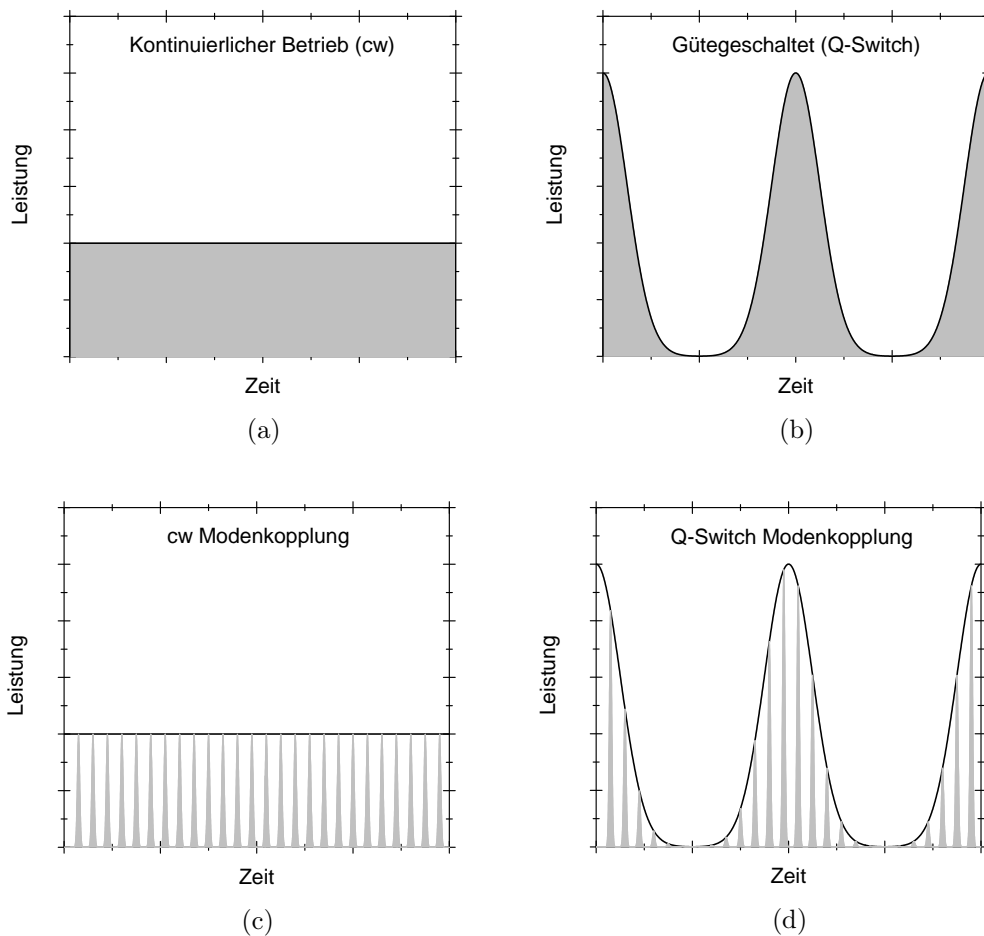 Kontinuierlicher Betrieb (cw)
Leistung
Zeit
(a)
Gütegeschaltet (Q-Switch)
Leistung
Zeit
(b)
cw Modenkopplung
Leistung
Zeit
(c)
Q-Switch Modenkopplung
Leistung
Zeit
(d)